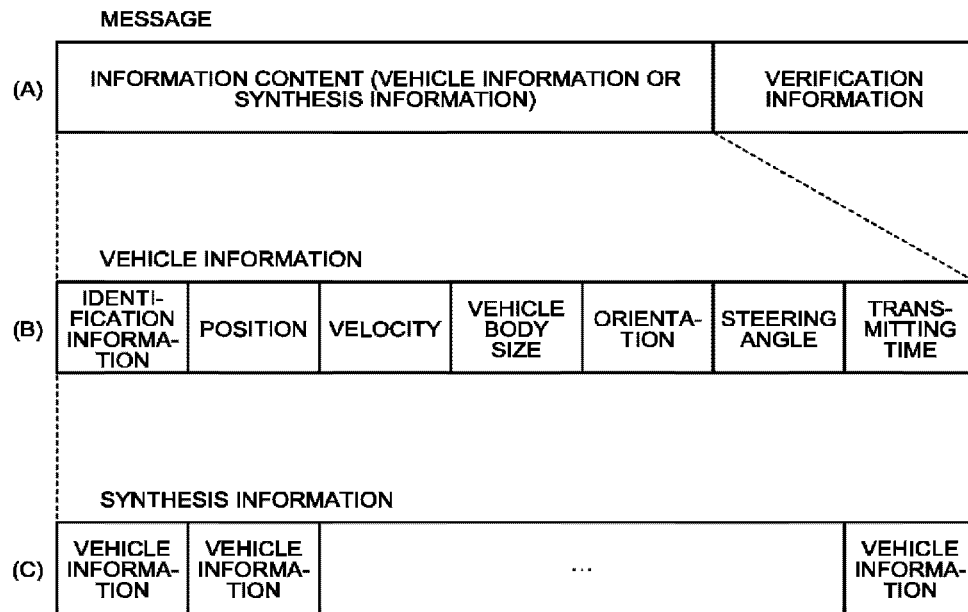 MESSAGE
(A)
INFORMATION CONTENT (VEHICLE INFORMATION OR
SYNTHESIS INFORMATION)
VERIFICATION
INFORMATION
VEHICLE INFORMATION
(B)
IDENTI-
FICATION
INFORMA-
TION
POSITION
VELOCITY
VEHICLE
BODY
SIZE
ORIENTA-
TION
STEERING
ANGLE
TRANS-
MITTING
TIME
SYNTHESIS INFORMATION
(C)
VEHICLE
INFORMA-
TION
VEHICLE
INFORMA-
TION
...
VEHICLE
INFORMA-
TION